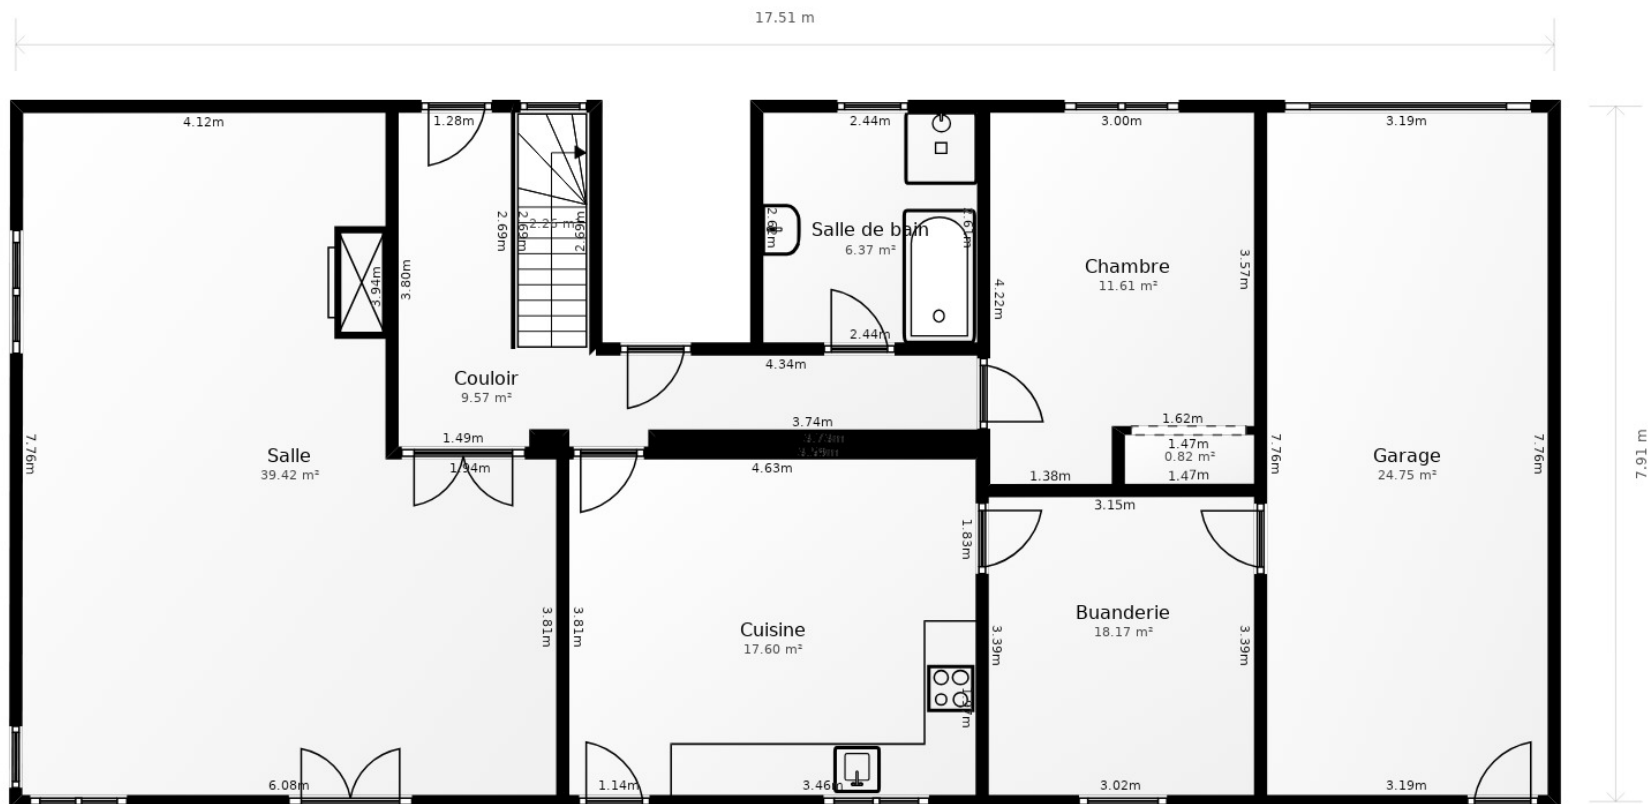 17.51 m
4.12m
1.28m
2.44m
3.00m
3.19m
2.69m
2.69m
2.69m
Salle de bain
6.37 m²
3.94m
3.80m
4.22m
3.57m
Chambre
11.61 m²
2.44m
4.34m
Couloir
9.57 m²
3.74m
1.62m
1.49m
1.94m
4.63m
1.47m
0.82 m²
1.47m
1.38m
7.76m
Salle
39.42 m²
7.76m
Garage
24.75 m²
7.76m
7.91 m
3.15m
1.83m
3.81m
3.81m
Cuisine
17.60 m²
3.39m
Buanderie
18.17 m²
3.39m
6.08m
1.14m
3.46m
3.02m
3.19m